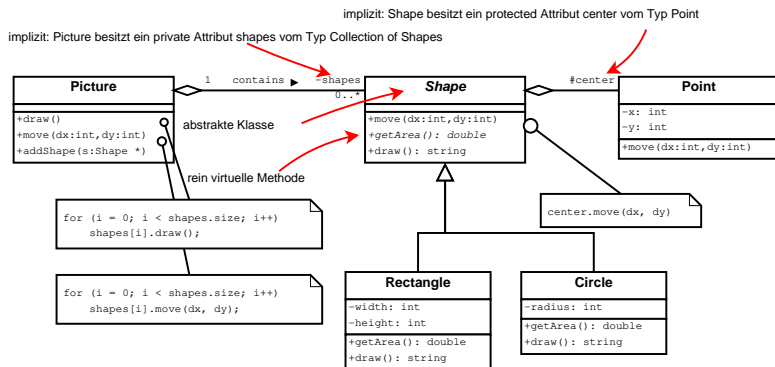 implizit: Shape besitzt ein protected Attribut center vom Typ Point
implizit: Picture besitzt ein private Attribut shapes vom Typ Collection of Shapes
Picture
+draw()
+move(dx:int,dy:int)
+addShape(s:Shape *)
1 contains ► -shapes
0..*
abstrakte Klasse
rein virtuelle Methode
Shape
+move(dx:int,dy:int)
+getArea(): double
+draw(): string
#center
Point
-x: int
-y: int
+move(dx:int,dy:int)
for (i = 0; i < shapes.size; i++)
shapes[i].draw();
center.move(dx, dy)
for (i = 0; i < shapes.size; i++)
shapes[i].move(dx, dy);
Rectangle
-width: int
-height: int
+getArea(): double
+draw(): string
Circle
-radius: int
+getArea(): double
+draw(): string